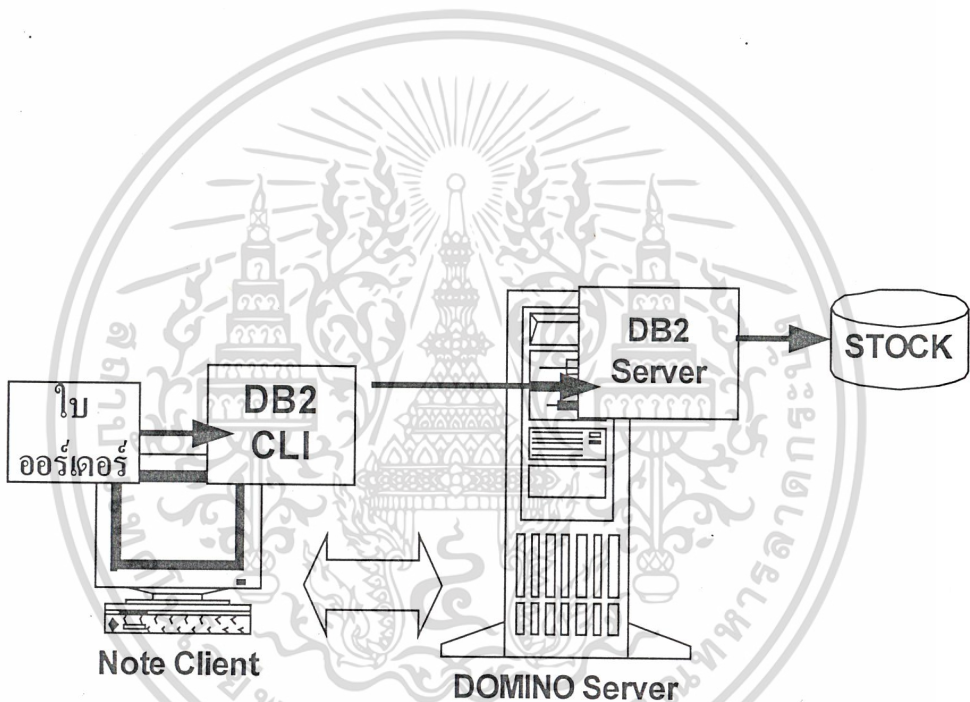 ใบ
ออร์เดอร์
DB2
CLI
DB2
Server
STOCK
Note Client
DOMINO Server